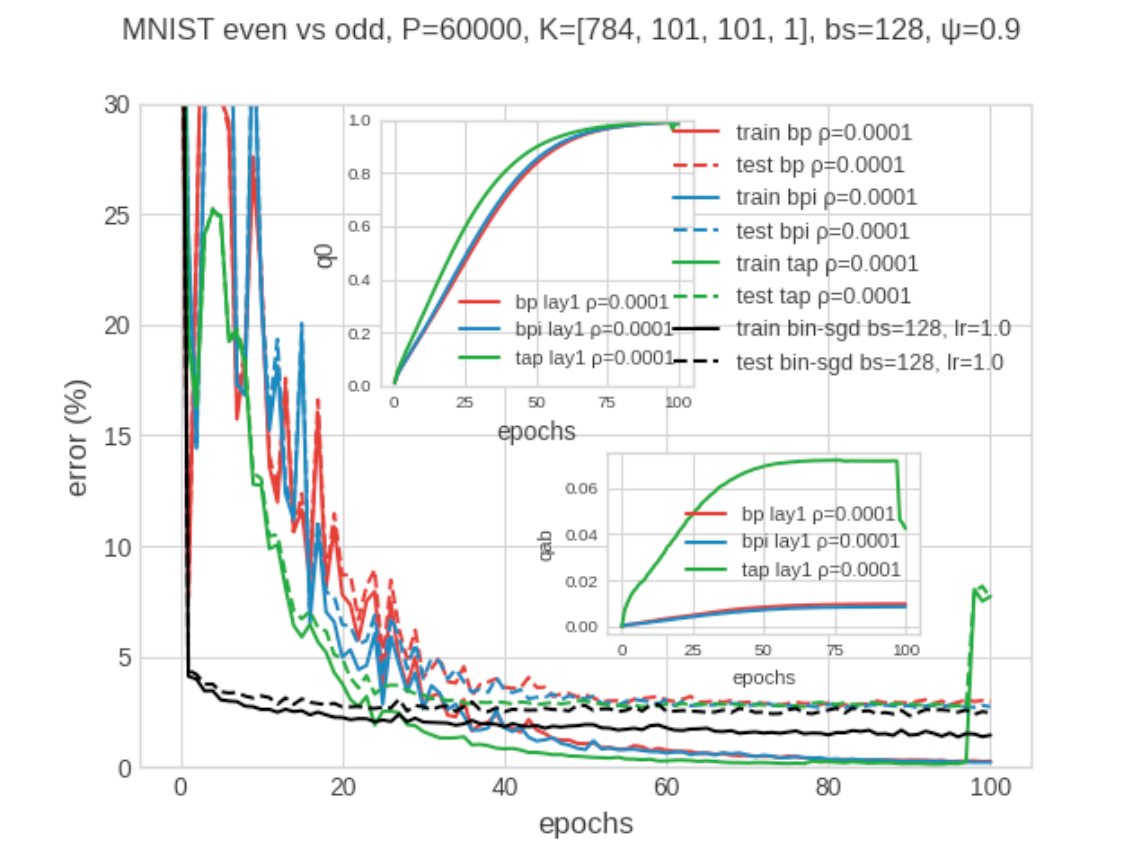 MNIST even vs odd, P=60000, K=[784, 101, 101, 1], bs=128, ψ=0.9
error (%)
30
25
20
15
10
5
0
0 20 40 60 80 100
epochs
train bp ρ=0.0001
test bp ρ=0.0001
train bpi ρ=0.0001
test bpi ρ=0.0001
train tap ρ=0.0001
test tap ρ=0.0001
train bin-sgd bs=128, lr=1.0
test bin-sgd bs=128, lr=1.0
q0
1.0
0.8
0.6
0.4
0.2
0.0
bp lay1 ρ=0.0001
bpi lay1 ρ=0.0001
tap lay1 ρ=0.0001
0 25 50 75 100
epochs
qab
0.06
0.04
0.02
0.00
bp lay1 ρ=0.0001
bpi lay1 ρ=0.0001
tap lay1 ρ=0.0001
0 25 50 75 100
epochs